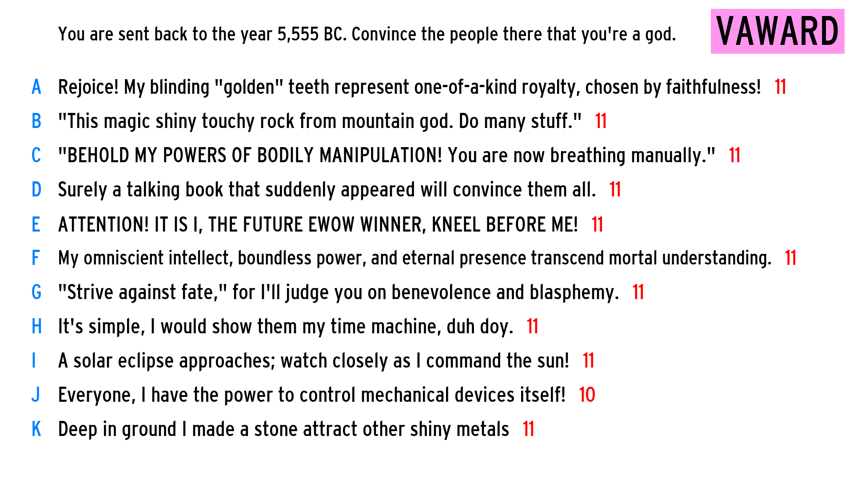 You are sent back to the year 5,555 BC. Convince the people there that you're a god.
VAWARD
A Rejoice! My blinding "golden" teeth represent one-of-a-kind royalty, chosen by faithfulness! 11
B "This magic shiny touchy rock from mountain god. Do many stuff." 11
C "BEHOLD MY POWERS OF BODILY MANIPULATION! You are now breathing manually." 11
D Surely a talking book that suddenly appeared will convince them all. 11
E ATTENTION! IT IS I, THE FUTURE EWOW WINNER, KNEEL BEFORE ME! 11
F My omniscient intellect, boundless power, and eternal presence transcend mortal understanding. 11
G "Strive against fate," for I'll judge you on benevolence and blasphemy. 11
H It's simple, I would show them my time machine, duh doy. 11
I A solar eclipse approaches; watch closely as I command the sun! 11
J Everyone, I have the power to control mechanical devices itself! 10
K Deep in ground I made a stone attract other shiny metals 11